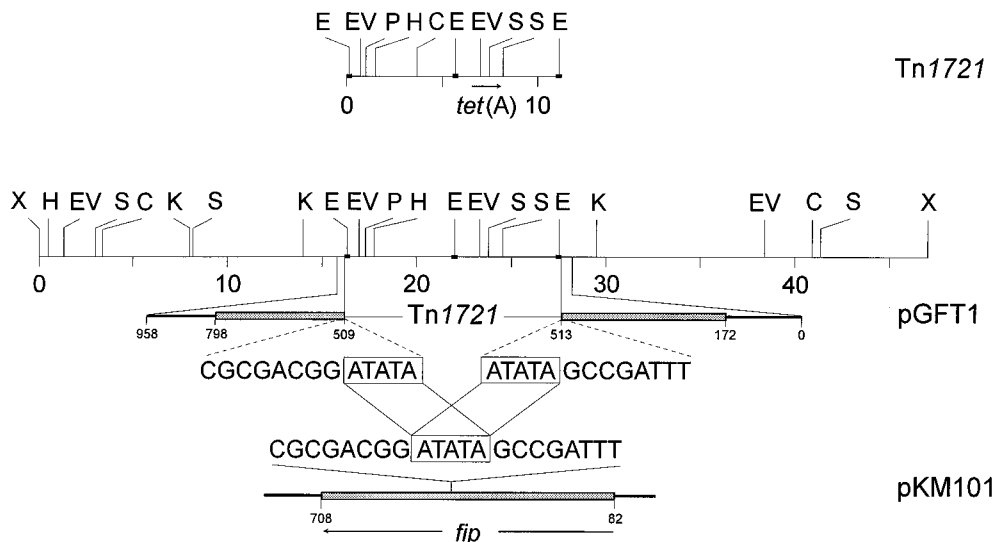 E EV P H C E EV S S E
Tn1721
0 10
tet(A)
X H EV S C K S K E EV P H E EV S S E K EV C S X
0 10 20 30 40
Tn1721
pGFT1
958 798 509 513 172 0
CGCGACGG ATATA ATATA GCCGATTT
CGCGACGG ATATA GCCGATTT
pKM101
708 82
fip